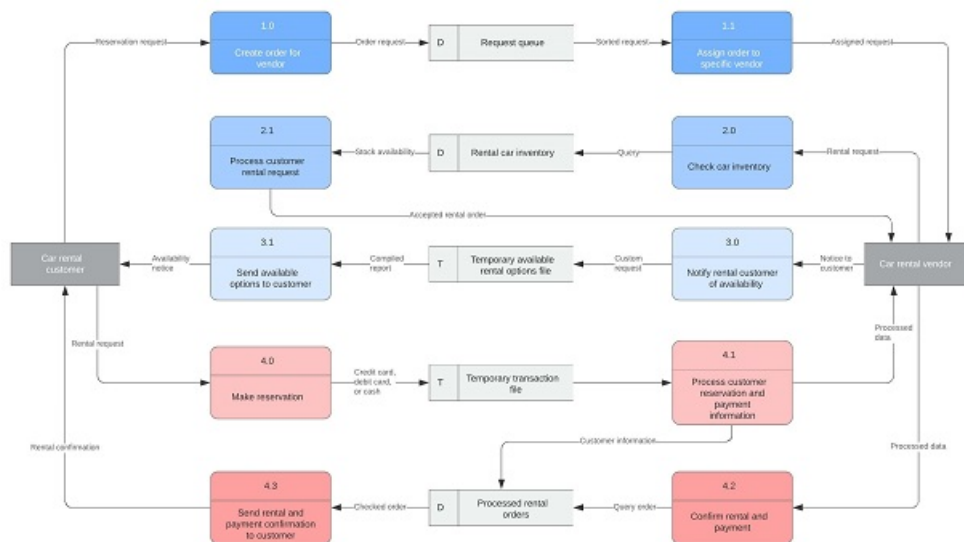 1.0
Create order for
vendor
Reservation request
Order request
D
Request queue
Sorted request
1.1
Assign order to
specific vendor
Assigned request
2.1
Process customer
rental request
Stock availability
D
Rental car inventory
Query
2.0
Check car inventory
Rental request
Accepted rental order
Car rental
customer
Availability
notice
3.1
Send available
options to customer
Compiled
report
T
Temporary available
rental options file
Custom
request
3.0
Notify rental customer
of availability
Notice to
customer
Car rental vendor
Rental request
4.0
Make reservation
Credit card,
debit card,
or cash
T
Temporary transaction
file
4.1
Process customer
reservation and
payment
information
Processed
data
Customer information
Rental confirmation
Processed data
4.3
Send rental and
payment confirmation
to customer
Checked order
D
Processed rental
orders
Query order
4.2
Confirm rental and
payment